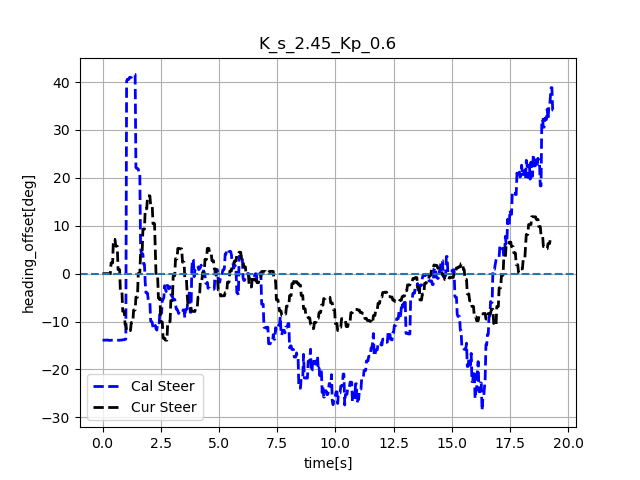 K_s_2.45_Kp_0.6
heading_offset[deg]
40
30
20
10
0
−10
−20
−30
Cal Steer
Cur Steer
0.0 2.5 5.0 7.5 10.0 12.5 15.0 17.5 20.0
time[s]